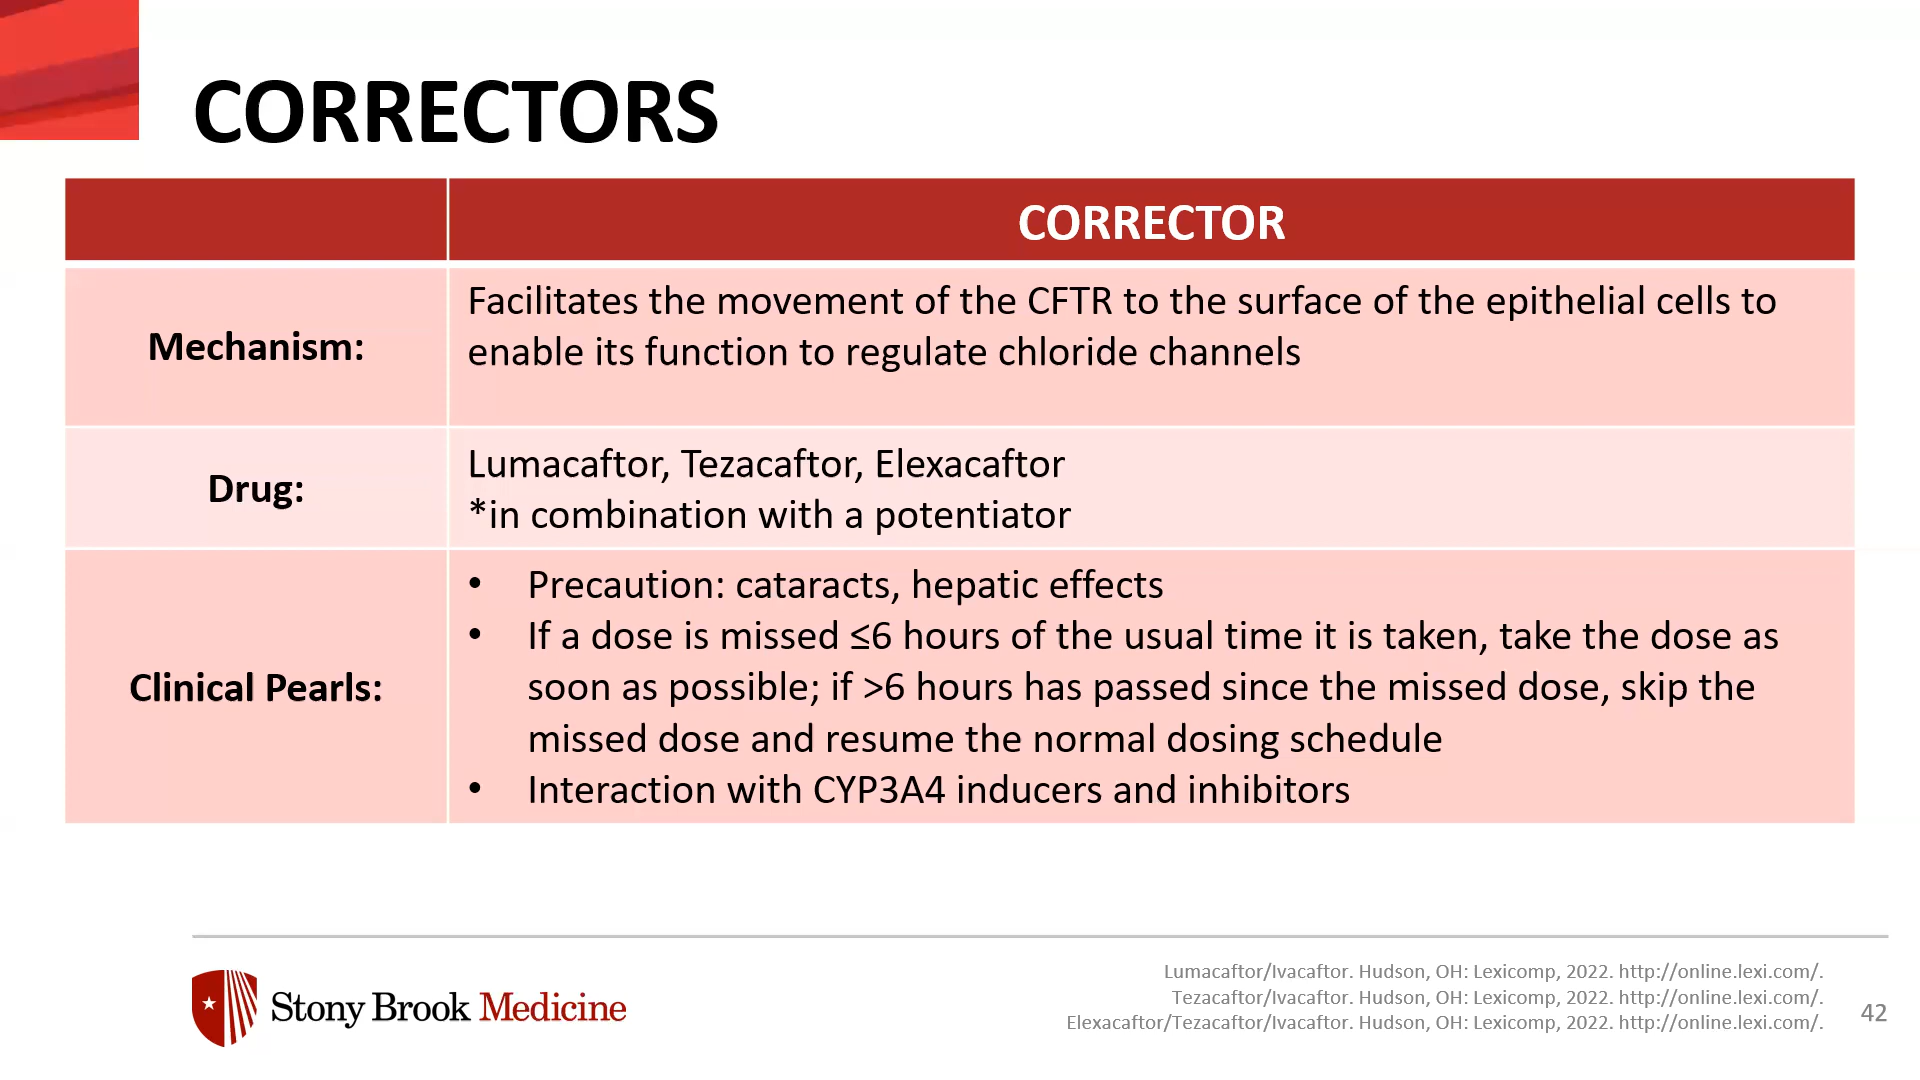 CORRECTORS
CORRECTOR
Mechanism:
Facilitates the movement of the CFTR to the surface of the epithelial cells to
enable its function to regulate chloride channels
Drug:
Lumacaftor, Tezacaftor, Elexacaftor
*in combination with a potentiator
Clinical Pearls:
• Precaution: cataracts, hepatic effects
• If a dose is missed ≤6 hours of the usual time it is taken, take the dose as
soon as possible; if >6 hours has passed since the missed dose, skip the
missed dose and resume the normal dosing schedule
• Interaction with CYP3A4 inducers and inhibitors
Stony Brook Medicine
Lumacaftor/Ivacaftor. Hudson, OH: Lexicomp, 2022. http://online.lexi.com/.
Tezacaftor/Ivacaftor. Hudson, OH: Lexicomp, 2022. http://online.lexi.com/.
Elexacaftor/Tezacaftor/Ivacaftor. Hudson, OH: Lexicomp, 2022. http://online.lexi.com/.
42